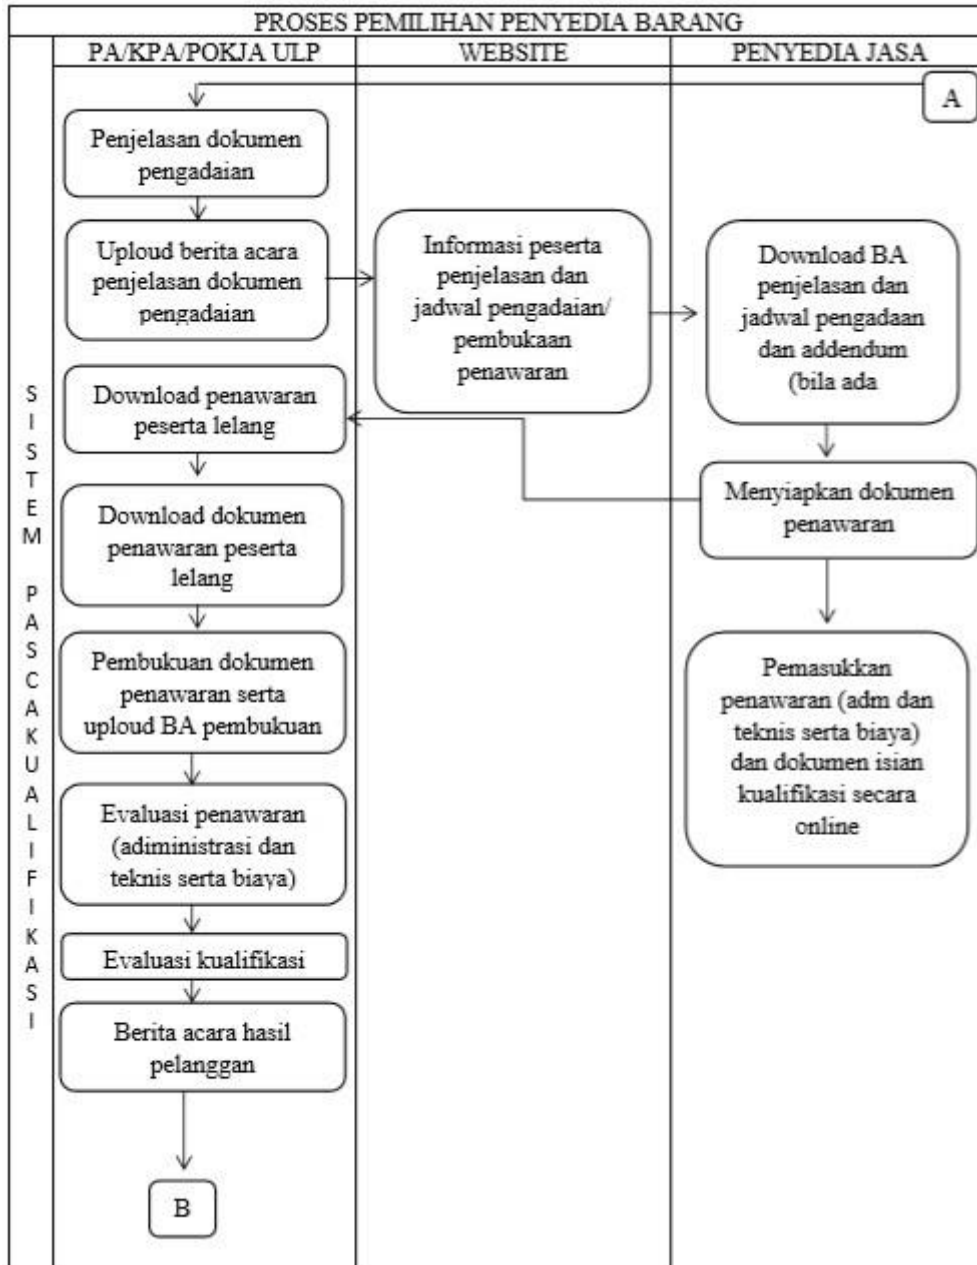 PROSES PEMILIHAN PENYEDIA BARANG
PA/KPA/POKJA ULP
WEBSITE
PENYEDIA JASA
A
Penjelasan dokumen
pengadaian
Uploud berita acara
penjelasan dokumen
pengadaian
Informasi peserta
penjelasan dan
jadwal pengadaian/
pembukaan
penawaran
Download BA
penjelasan dan
jadwal pengadaan
dan addendum
(bila ada
Download penawaran
peserta lelang
Menyiapkan dokumen
penawaran
Download dokumen
penawaran peserta
lelang
Pembukuan dokumen
penawaran serta
upload BA pembukuan
Pemasukkan
penawaran (adm dan
teknis serta biaya)
dan dokumen isian
kualifikasi secara
online
Evaluasi penawaran
(adiministrasi dan
teknis serta biaya)
Evaluasi kualifikasi
Berita acara hasil
pelanggan
B
SISTEM PASCAKUALIFIKASI